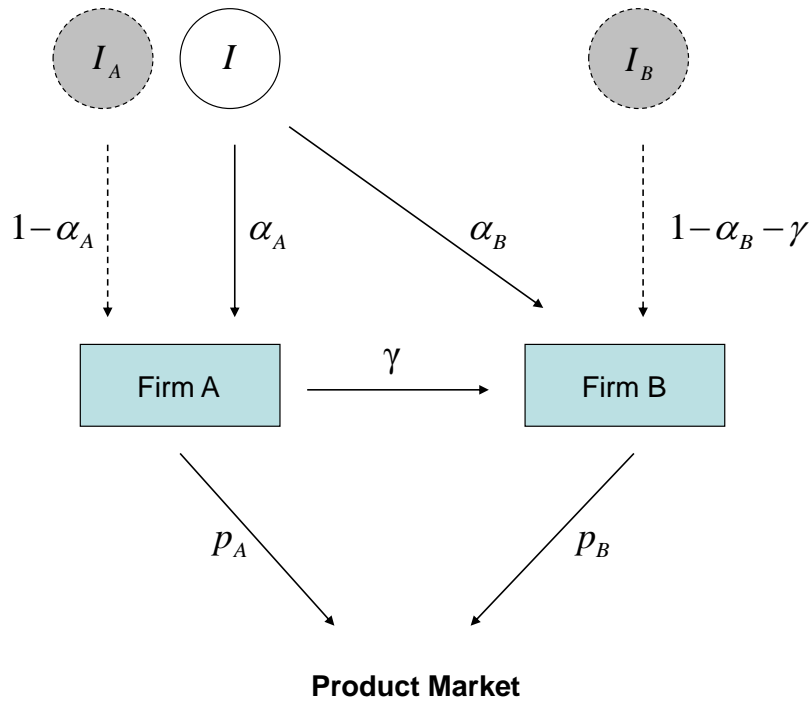 I_A
I
I_B
1−α_A
α_A
α_B
1−α_B−γ
Firm A
γ
Firm B
p_A
p_B
Product Market